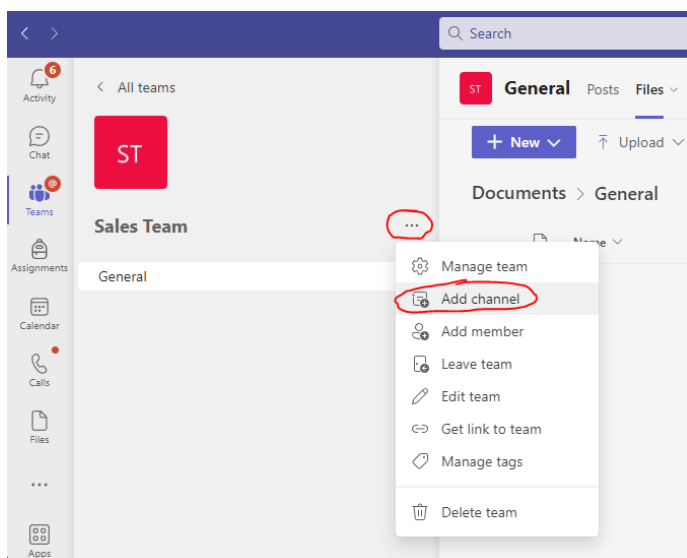 Search
6
Activity
Chat
@
Teams
Assignments
Calendar
Calls
Files
Apps
All teams
ST
Sales Team
General
ST General Posts Files
New Upload
Documents > General
Name
Manage team
Add channel
Add member
Leave team
Edit team
Get link to team
Manage tags
Delete team